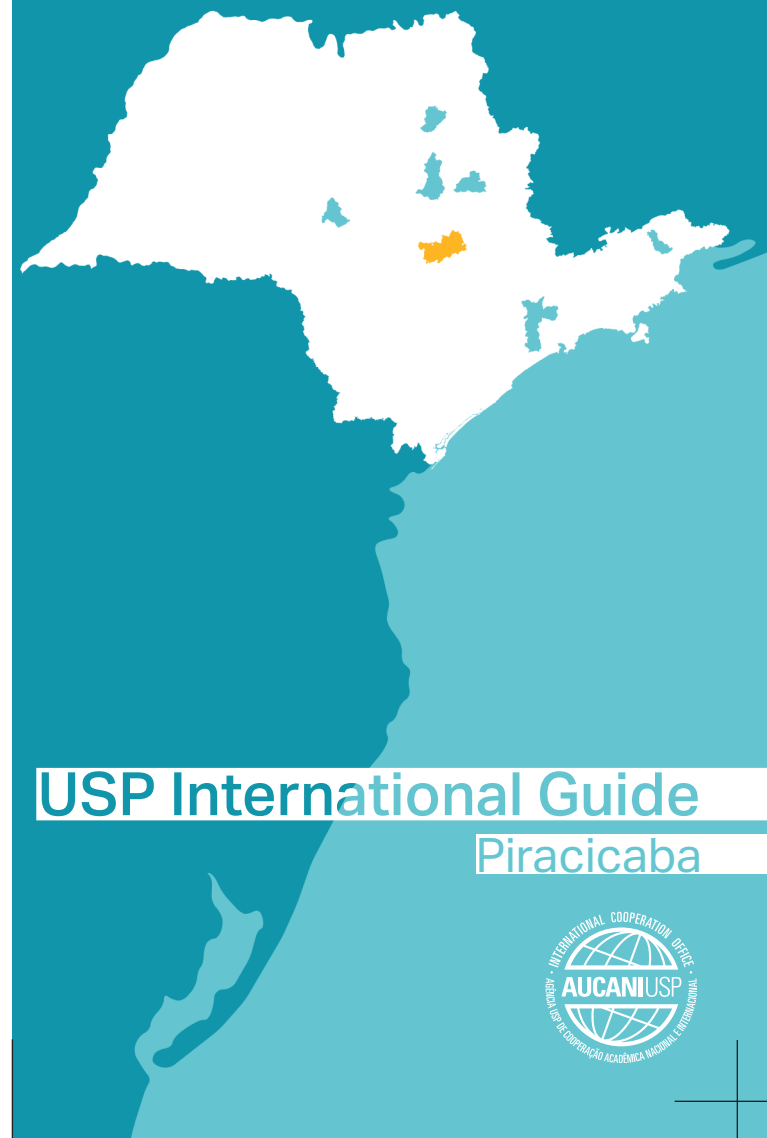 USP International Guide
Piracicaba
· INTERNATIONAL COOPERATION OFFICE ·
AUCANIUSP
AGÊNCIA USP DE COOPERAÇÃO ACADÊMICA NACIONAL E INTERNACIONAL